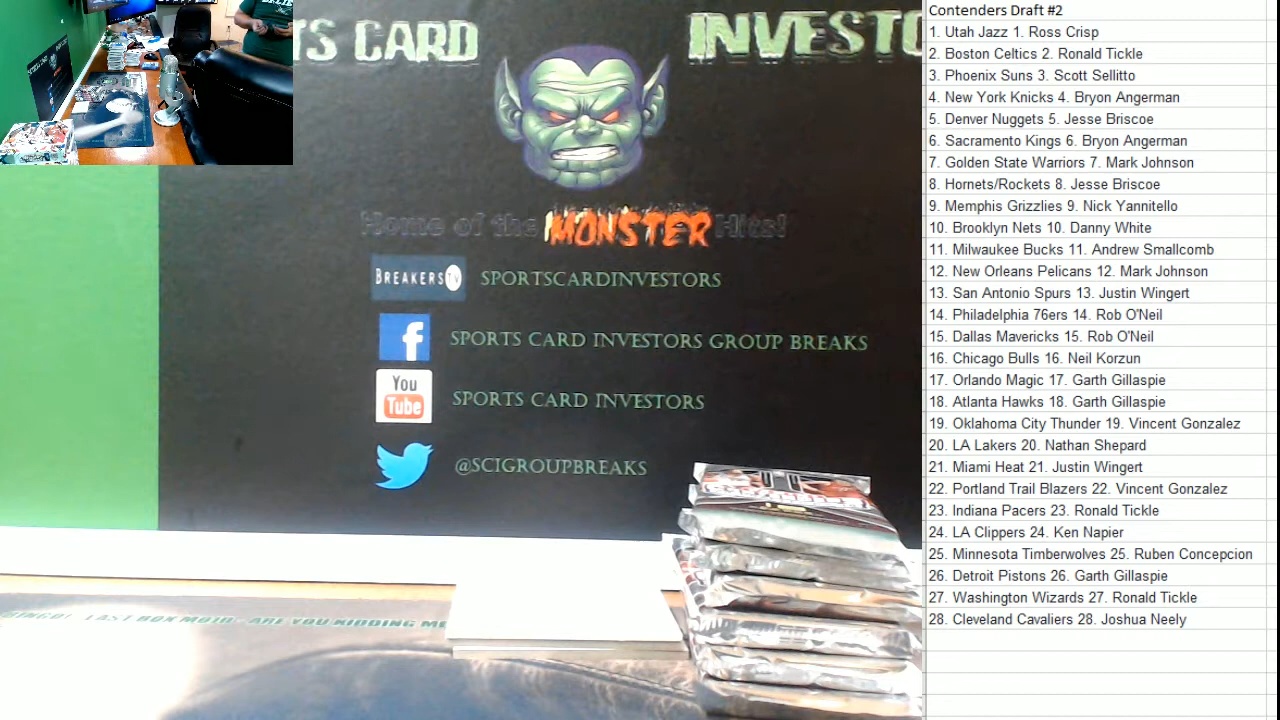 TS CARD
INVESTO
Home of the MONSTER Hits!
BREAKERSTV SPORTSCARDINVESTORS
f SPORTS CARD INVESTORS GROUP BREAKS
You Tube SPORTS CARD INVESTORS
@SCIGROUPBREAKS
LAST BOX MOJO - ARE YOU KIDDING ME
Contenders Draft #2
1. Utah Jazz 1. Ross Crisp
2. Boston Celtics 2. Ronald Tickle
3. Phoenix Suns 3. Scott Sellitto
4. New York Knicks 4. Bryon Angerman
5. Denver Nuggets 5. Jesse Briscoe
6. Sacramento Kings 6. Bryon Angerman
7. Golden State Warriors 7. Mark Johnson
8. Hornets/Rockets 8. Jesse Briscoe
9. Memphis Grizzlies 9. Nick Yannitello
10. Brooklyn Nets 10. Danny White
11. Milwaukee Bucks 11. Andrew Smallcomb
12. New Orleans Pelicans 12. Mark Johnson
13. San Antonio Spurs 13. Justin Wingert
14. Philadelphia 76ers 14. Rob O'Neil
15. Dallas Mavericks 15. Rob O'Neil
16. Chicago Bulls 16. Neil Korzun
17. Orlando Magic 17. Garth Gillaspie
18. Atlanta Hawks 18. Garth Gillaspie
19. Oklahoma City Thunder 19. Vincent Gonzalez
20. LA Lakers 20. Nathan Shepard
21. Miami Heat 21. Justin Wingert
22. Portland Trail Blazers 22. Vincent Gonzalez
23. Indiana Pacers 23. Ronald Tickle
24. LA Clippers 24. Ken Napier
25. Minnesota Timberwolves 25. Ruben Concepcion
26. Detroit Pistons 26. Garth Gillaspie
27. Washington Wizards 27. Ronald Tickle
28. Cleveland Cavaliers 28. Joshua Neely